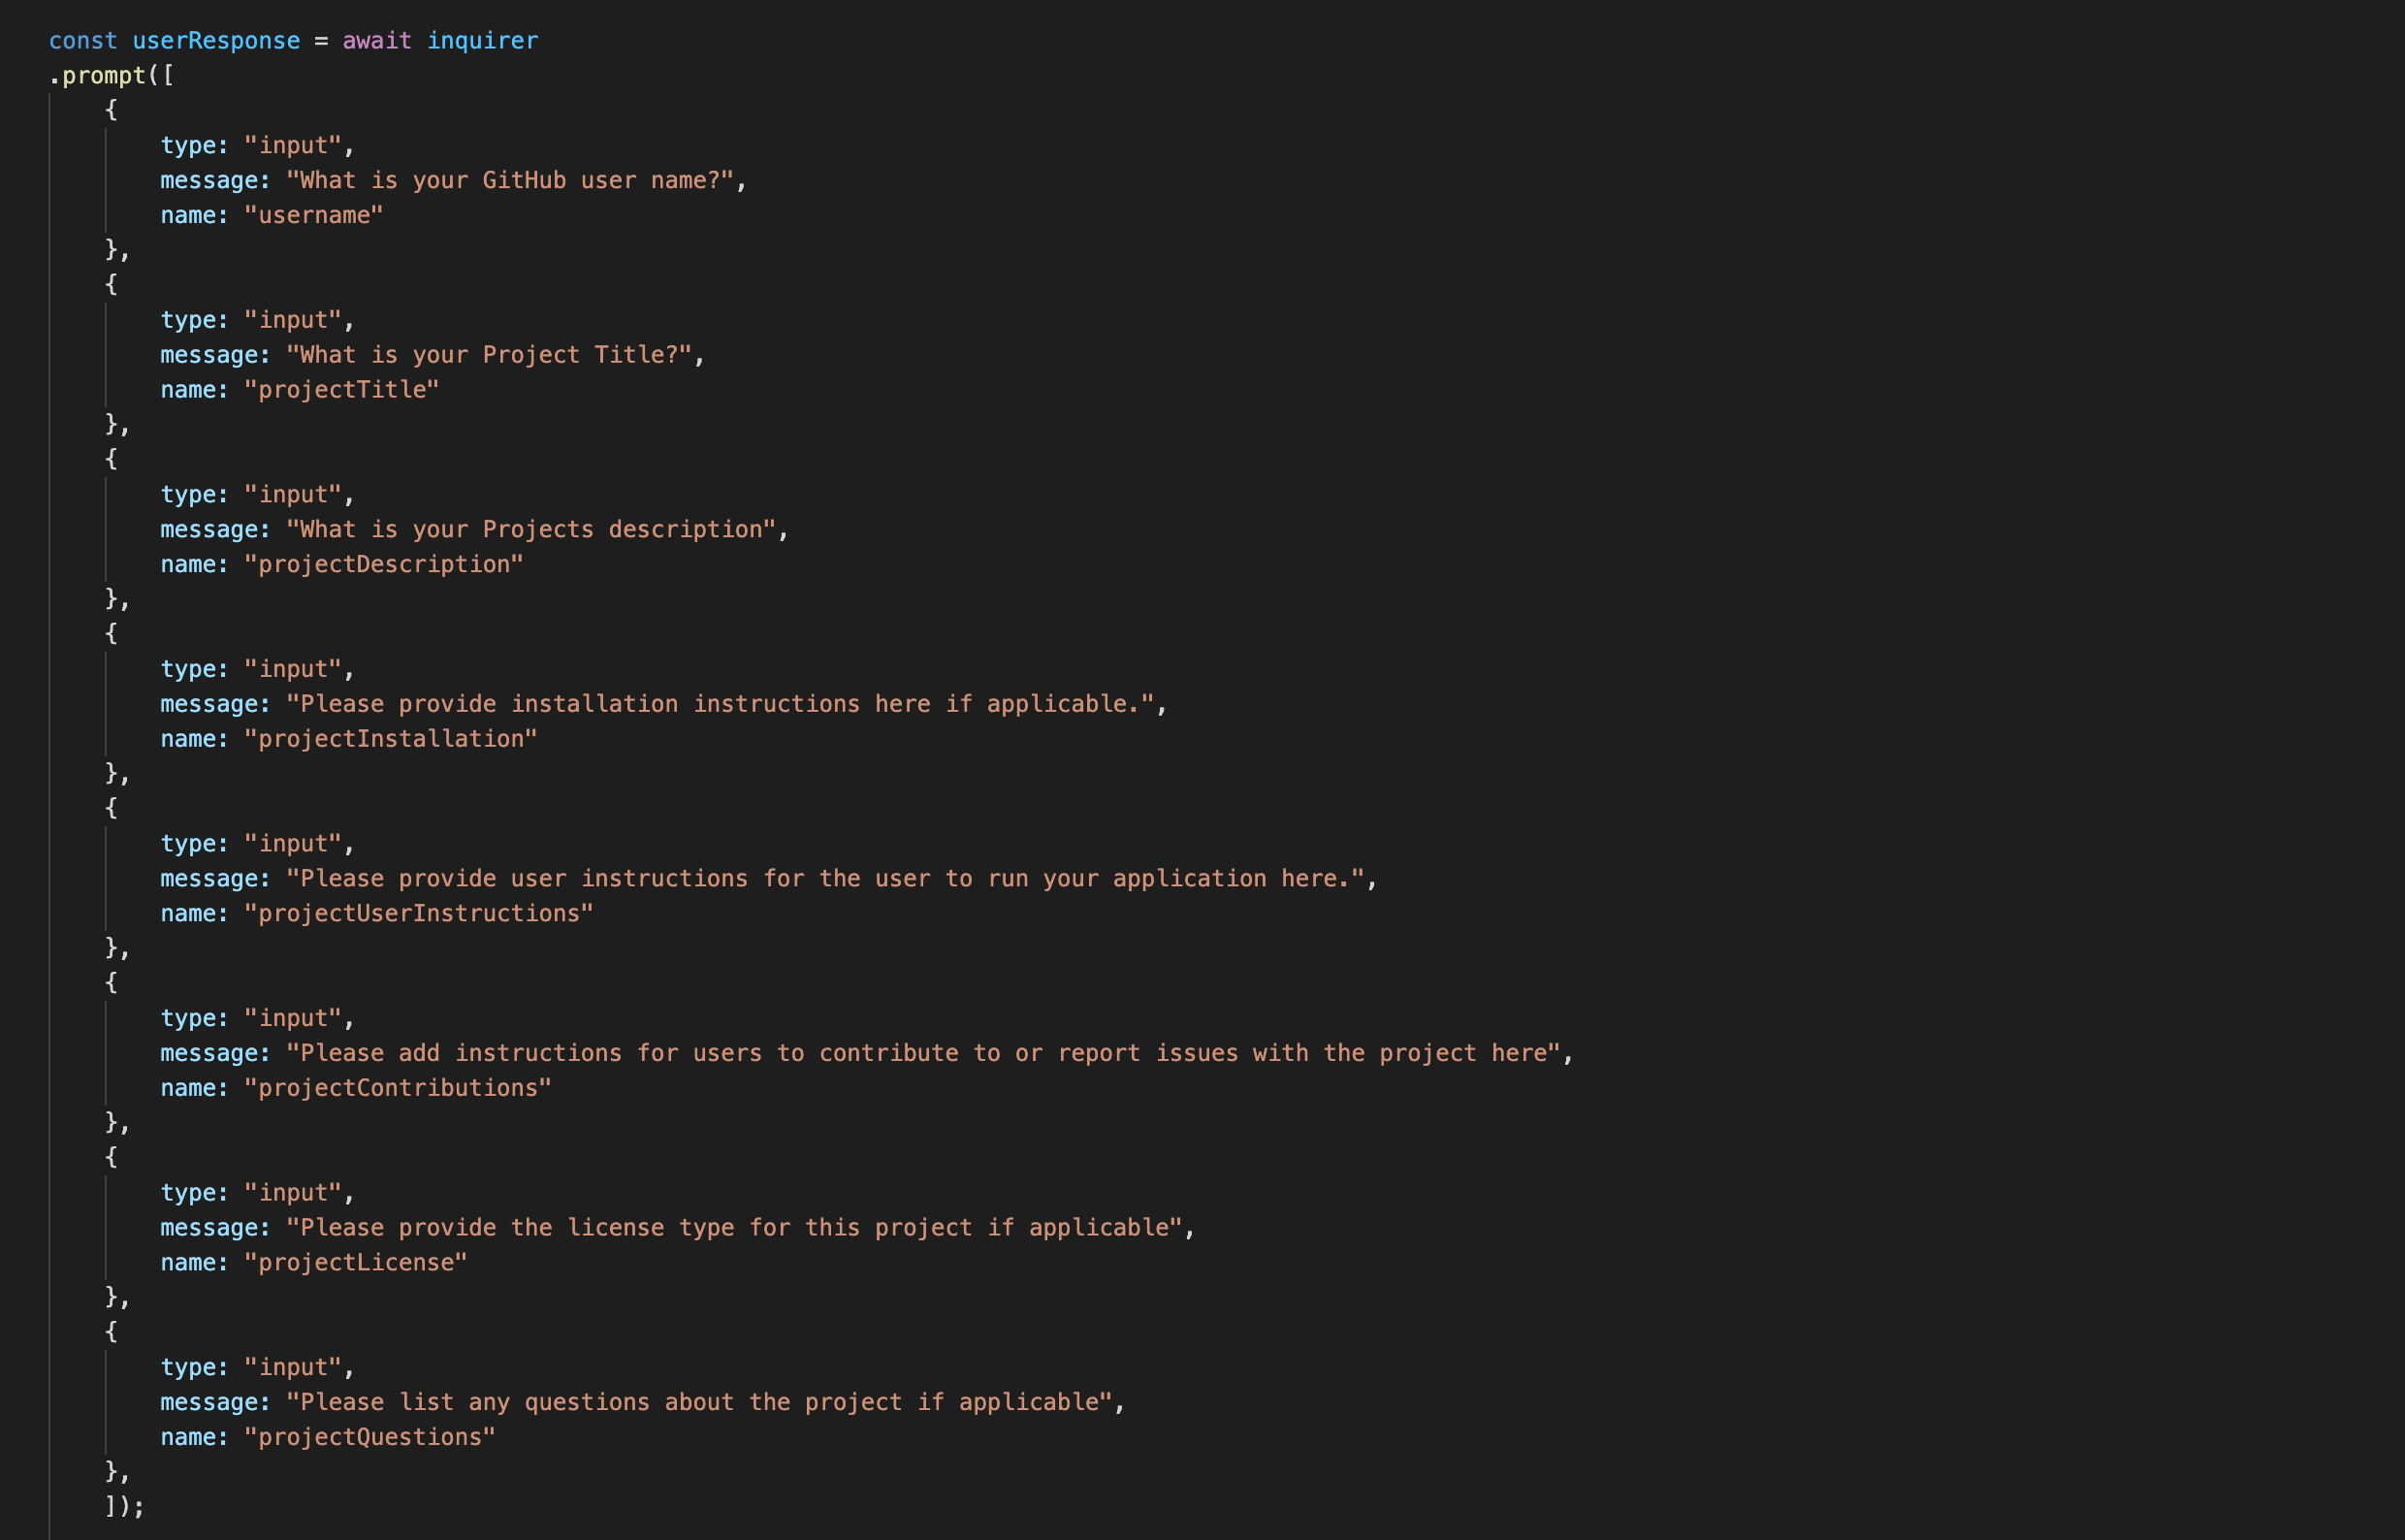 const userResponse = await inquirer
.prompt([
    {
        type: "input",
        message: "What is your GitHub user name?",
        name: "username"
    },
    {
        type: "input",
        message: "What is your Project Title?",
        name: "projectTitle"
    },
    {
        type: "input",
        message: "What is your Projects description",
        name: "projectDescription"
    },
    {
        type: "input",
        message: "Please provide installation instructions here if applicable.",
        name: "projectInstallation"
    },
    {
        type: "input",
        message: "Please provide user instructions for the user to run your application here.",
        name: "projectUserInstructions"
    },
    {
        type: "input",
        message: "Please add instructions for users to contribute to or report issues with the project here",
        name: "projectContributions"
    },
    {
        type: "input",
        message: "Please provide the license type for this project if applicable",
        name: "projectLicense"
    },
    {
        type: "input",
        message: "Please list any questions about the project if applicable",
        name: "projectQuestions"
    },
    ]);